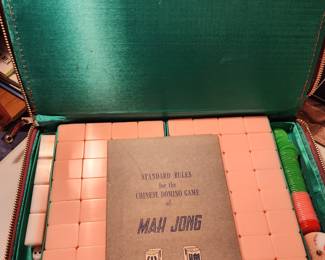 STANDARD RULES
for the
CHINESE DOMINO GAME
of
MAH JONG